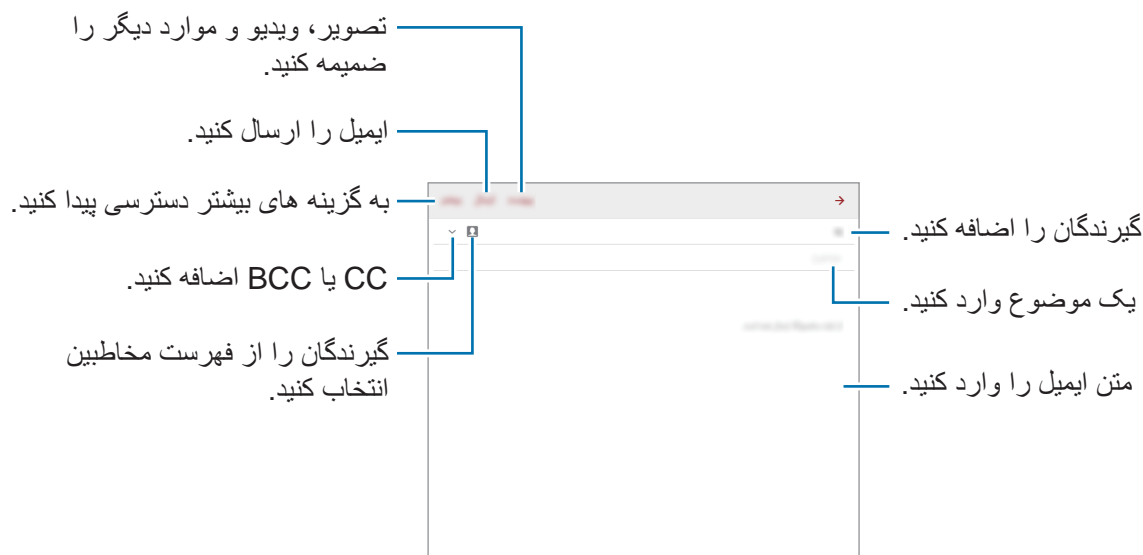 تصویر، ویدیو و موارد دیگر را
ضمیمه کنید.
ایمیل را ارسال کنید.
به گزینه های بیشتر دسترسی پیدا کنید.
CC یا BCC اضافه کنید.
گیرندگان را از فهرست مخاطبین
انتخاب کنید.
گیرندگان را اضافه کنید.
یک موضوع وارد کنید.
متن ایمیل را وارد کنید.